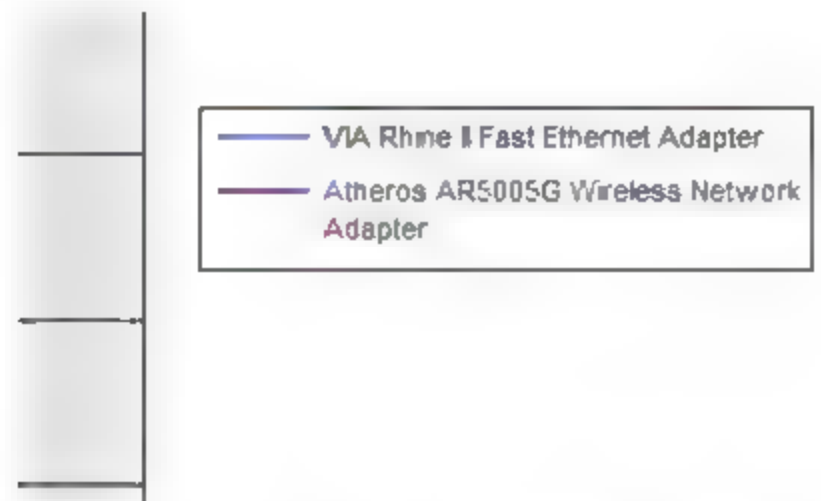 VIA Rhine II Fast Ethernet Adapter
Atheros AR5005G Wireless Network
Adapter